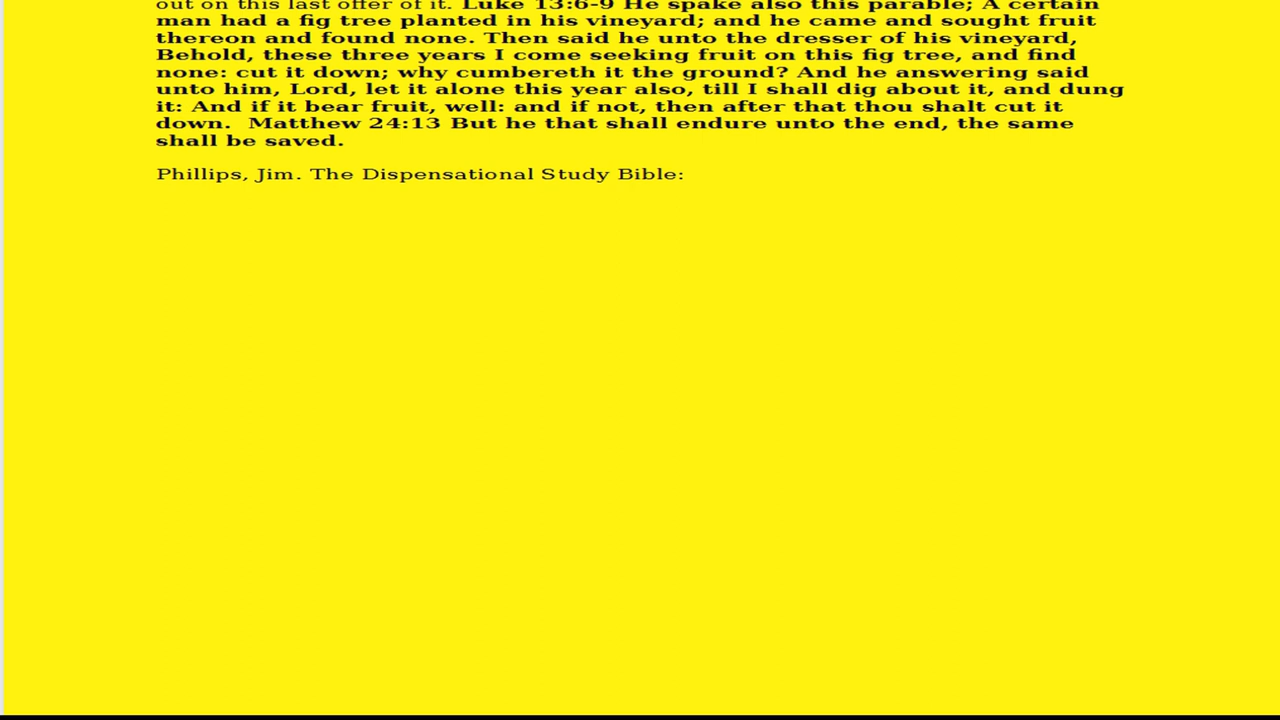 out on this last offer of it. Luke 13:6-9 He spake also this parable; A certain
man had a fig tree planted in his vineyard; and he came and sought fruit
thereon and found none. Then said he unto the dresser of his vineyard,
Behold, these three years I come seeking fruit on this fig tree, and find
none: cut it down; why cumbereth it the ground? And he answering said
unto him, Lord, let it alone this year also, till I shall dig about it, and dung
it: And if it bear fruit, well: and if not, then after that thou shalt cut it
down.  Matthew 24:13 But he that shall endure unto the end, the same
shall be saved.
Phillips, Jim. The Dispensational Study Bible: